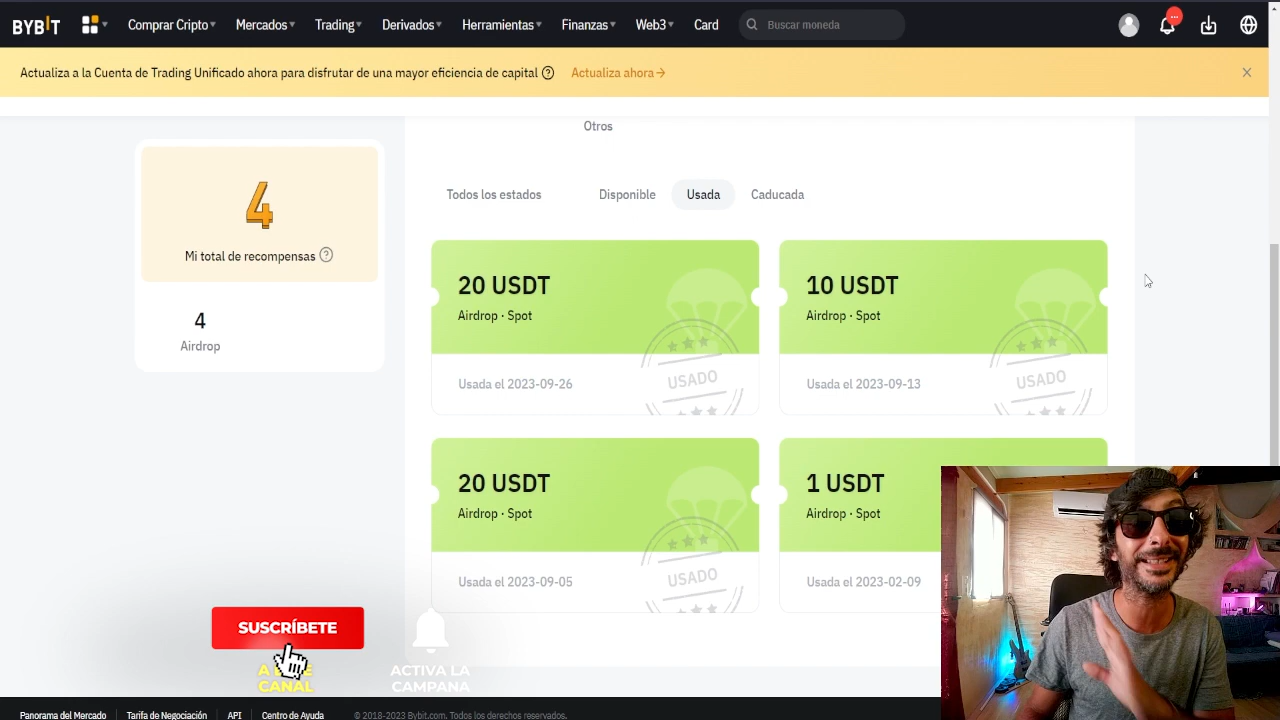 BYBIT
Comprar Cripto
Mercados
Trading
Derivados
Herramientas
Finanzas
Web3
Card
Buscar moneda
Actualiza a la Cuenta de Trading Unificado ahora para disfrutar de una mayor eficiencia de capital
Actualiza ahora
Otros
4
Mi total de recompensas
4
Airdrop
Todos los estados
Disponible
Usada
Caducada
20 USDT
Airdrop · Spot
Usada el 2023-09-26
USADO
10 USDT
Airdrop · Spot
Usada el 2023-09-13
USADO
20 USDT
Airdrop · Spot
Usada el 2023-09-05
USADO
1 USDT
Airdrop · Spot
Usada el 2023-02-09
SUSCRÍBETE
CANAL
ACTIVA LA
CAMPANA
Panorama del Mercado
Tarifa de Negociación
API
Centro de Ayuda
© 2018-2023 Bybit.com. Todos los derechos reservados.